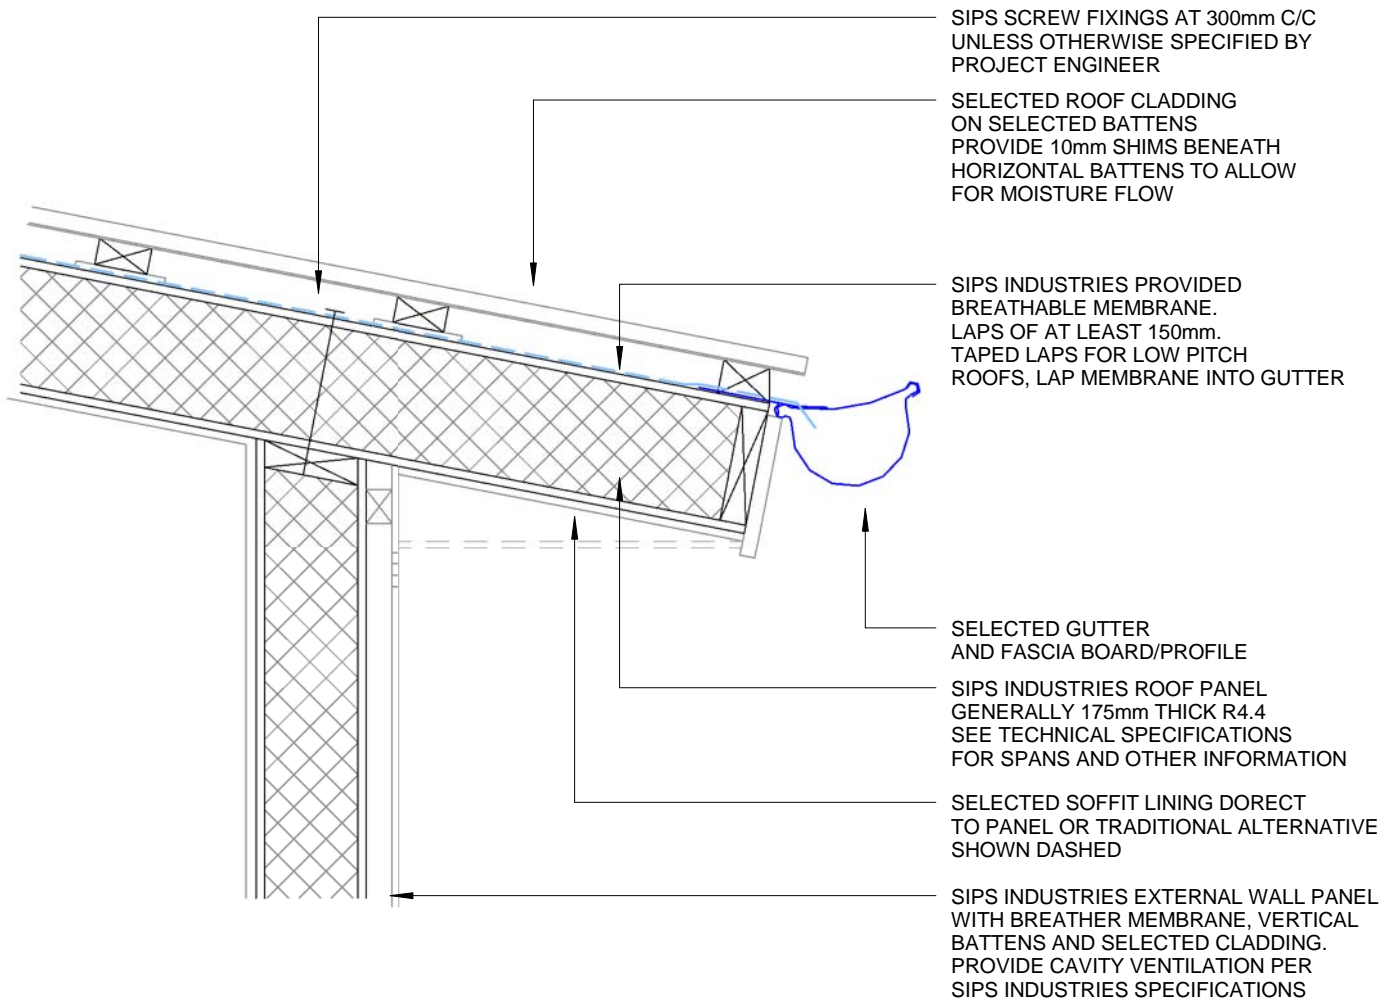 SIPS SCREW FIXINGS AT 300mm C/C
UNLESS OTHERWISE SPECIFIED BY
PROJECT ENGINEER
SELECTED ROOF CLADDING
ON SELECTED BATTENS
PROVIDE 10mm SHIMS BENEATH
HORIZONTAL BATTENS TO ALLOW
FOR MOISTURE FLOW
SIPS INDUSTRIES PROVIDED
BREATHABLE MEMBRANE.
LAPS OF AT LEAST 150mm.
TAPED LAPS FOR LOW PITCH
ROOFS, LAP MEMBRANE INTO GUTTER
SELECTED GUTTER
AND FASCIA BOARD/PROFILE
SIPS INDUSTRIES ROOF PANEL
GENERALLY 175mm THICK R4.4
SEE TECHNICAL SPECIFICATIONS
FOR SPANS AND OTHER INFORMATION
SELECTED SOFFIT LINING DORECT
TO PANEL OR TRADITIONAL ALTERNATIVE
SHOWN DASHED
SIPS INDUSTRIES EXTERNAL WALL PANEL
WITH BREATHER MEMBRANE, VERTICAL
BATTENS AND SELECTED CLADDING.
PROVIDE CAVITY VENTILATION PER
SIPS INDUSTRIES SPECIFICATIONS